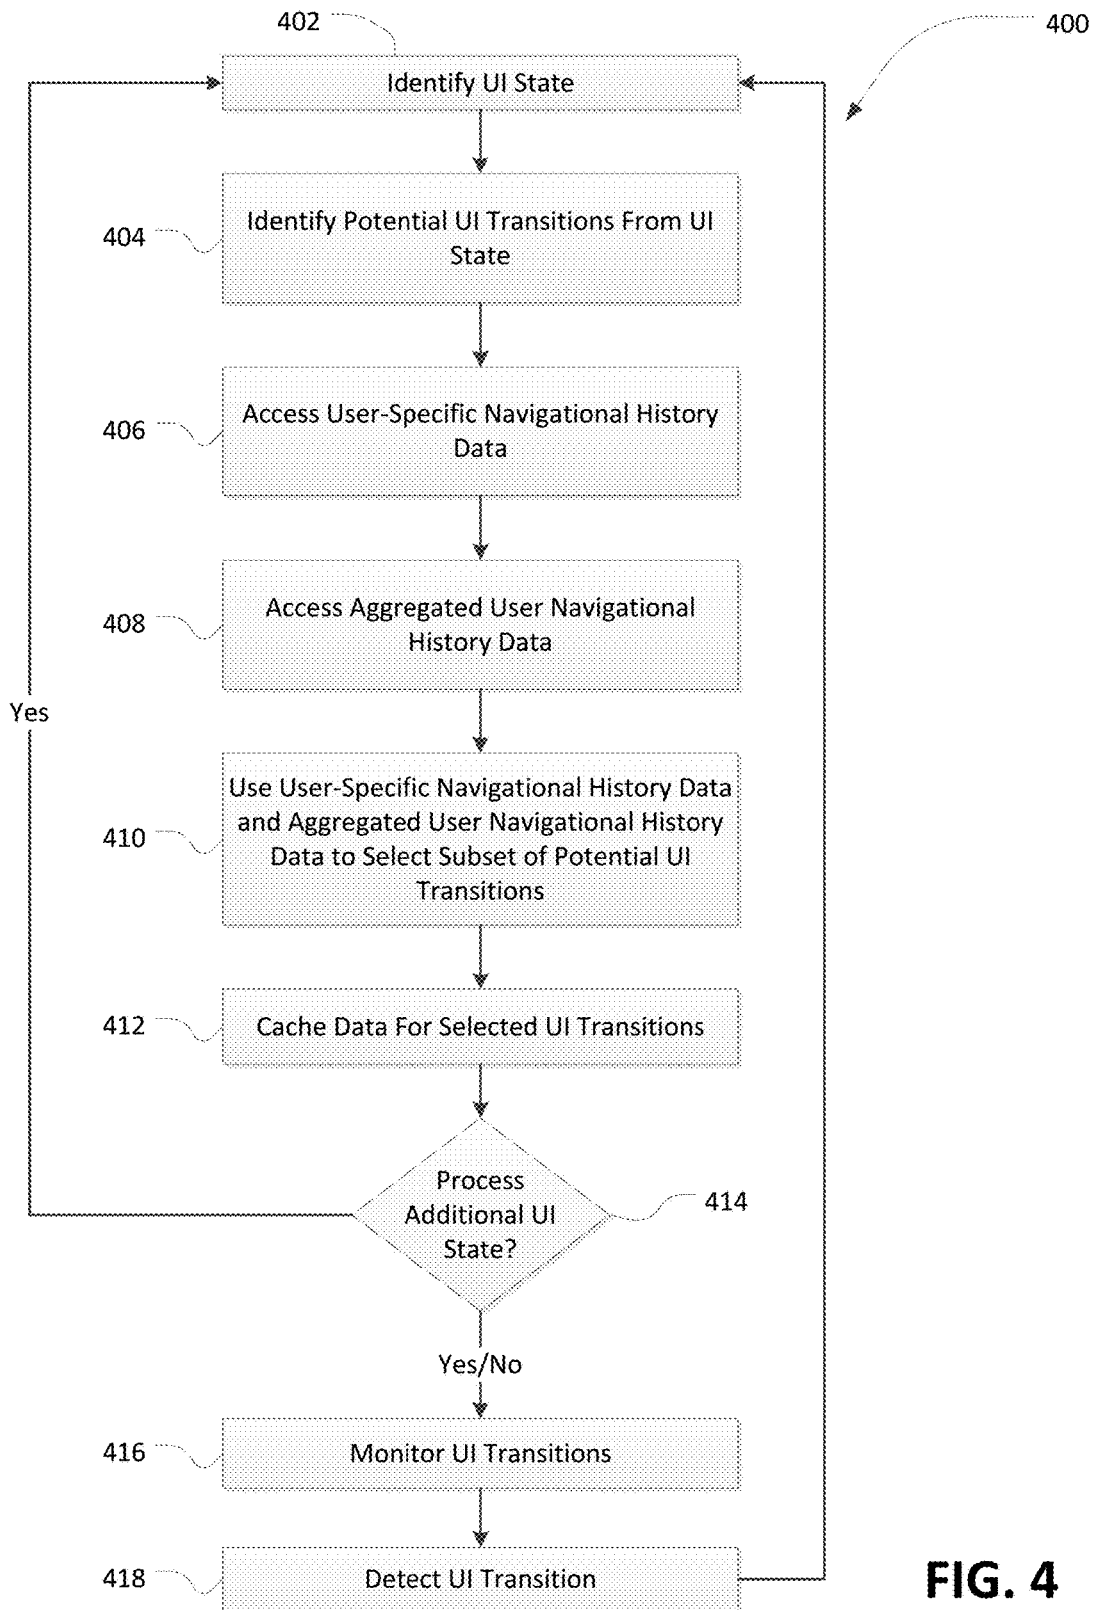 402
400
Identify UI State
404
Identify Potential UI Transitions From UI
State
406
Access User-Specific Navigational History
Data
408
Access Aggregated User Navigational
History Data
Yes
410
Use User-Specific Navigational History Data
and Aggregated User Navigational History
Data to Select Subset of Potential UI
Transitions
412
Cache Data For Selected UI Transitions
Process
Additional UI
State?
414
Yes/No
416
Monitor UI Transitions
418
Detect UI Transition
FIG. 4